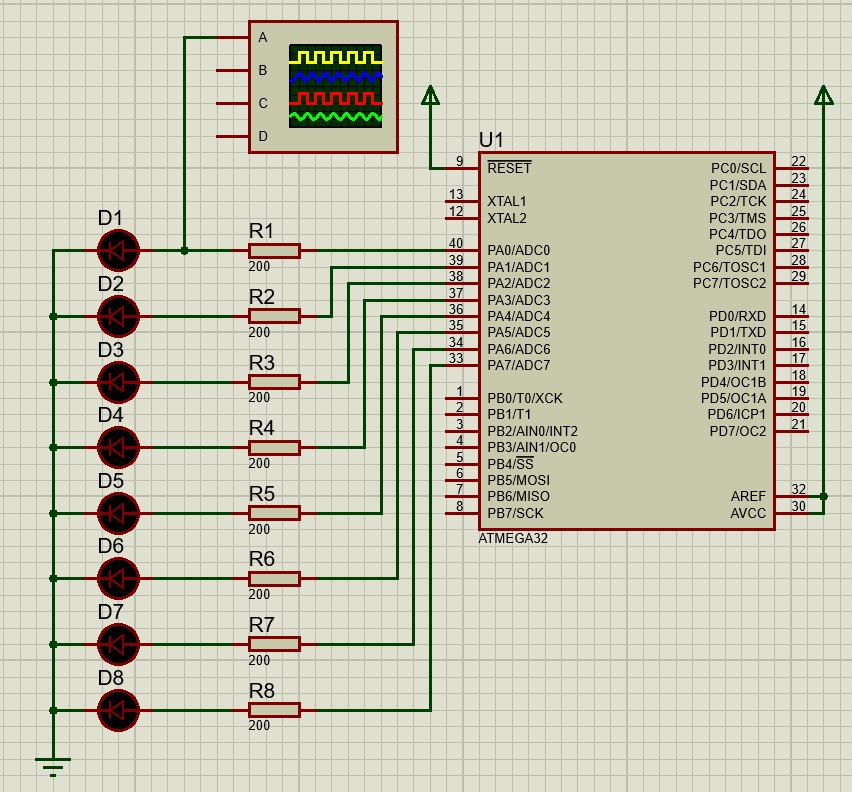 A
B
C
D
U1
9 RESET PC0/SCL 22
PC1/SDA 23
13 XTAL1 PC2/TCK 24
12 XTAL2 PC3/TMS 25
PC4/TDO 26
40 PA0/ADC0 PC5/TDI 27
39 PA1/ADC1 PC6/TOSC1 28
38 PA2/ADC2 PC7/TOSC2 29
37 PA3/ADC3
36 PA4/ADC4 PD0/RXD 14
35 PA5/ADC5 PD1/TXD 15
34 PA6/ADC6 PD2/INT0 16
33 PA7/ADC7 PD3/INT1 17
PD4/OC1B 18
1 PB0/T0/XCK PD5/OC1A 19
2 PB1/T1 PD6/ICP1 20
3 PB2/AIN0/INT2 PD7/OC2 21
4 PB3/AIN1/OC0
5 PB4/SS
6 PB5/MOSI
7 PB6/MISO AREF 32
8 PB7/SCK AVCC 30
ATMEGA32
D1 R1
200
D2 R2
200
D3 R3
200
D4 R4
200
D5 R5
200
D6 R6
200
D7 R7
200
D8 R8
200